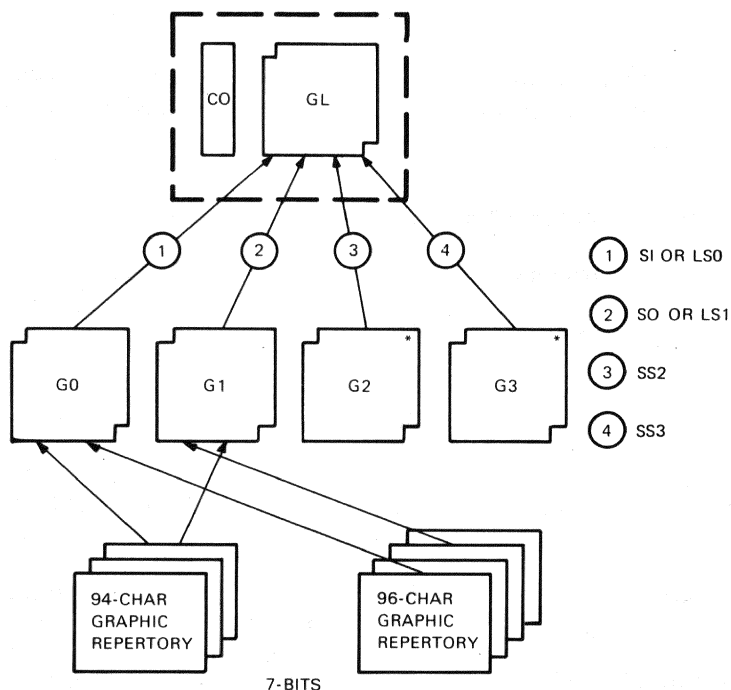 CO
GL
1
2
3
4
1 SI OR LS0
2 SO OR LS1
3 SS2
4 SS3
G0
G1
G2
*
G3
*
94-CHAR
GRAPHIC
REPERTORY
96-CHAR
GRAPHIC
REPERTORY
7-BITS